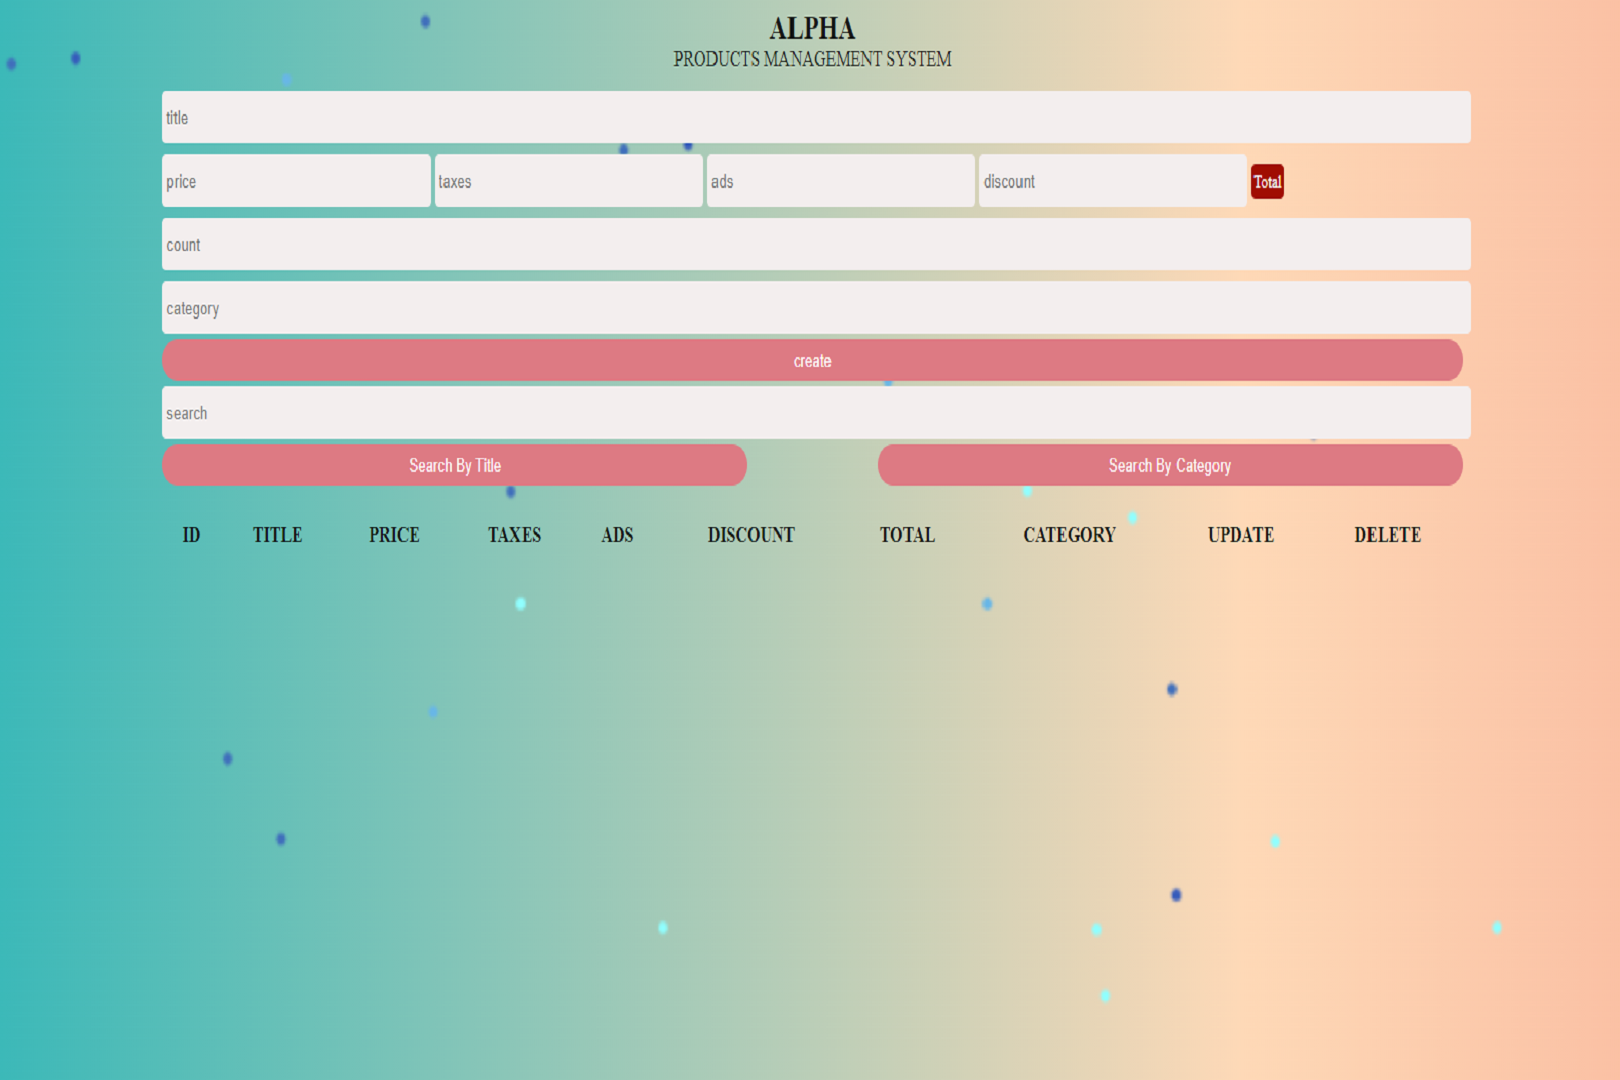 ALPHA
PRODUCTS MANAGEMENT SYSTEM
title
price taxes ads discount Total
count
category
create
search
Search By Title Search By Category
ID TITLE PRICE TAXES ADS DISCOUNT TOTAL CATEGORY UPDATE DELETE